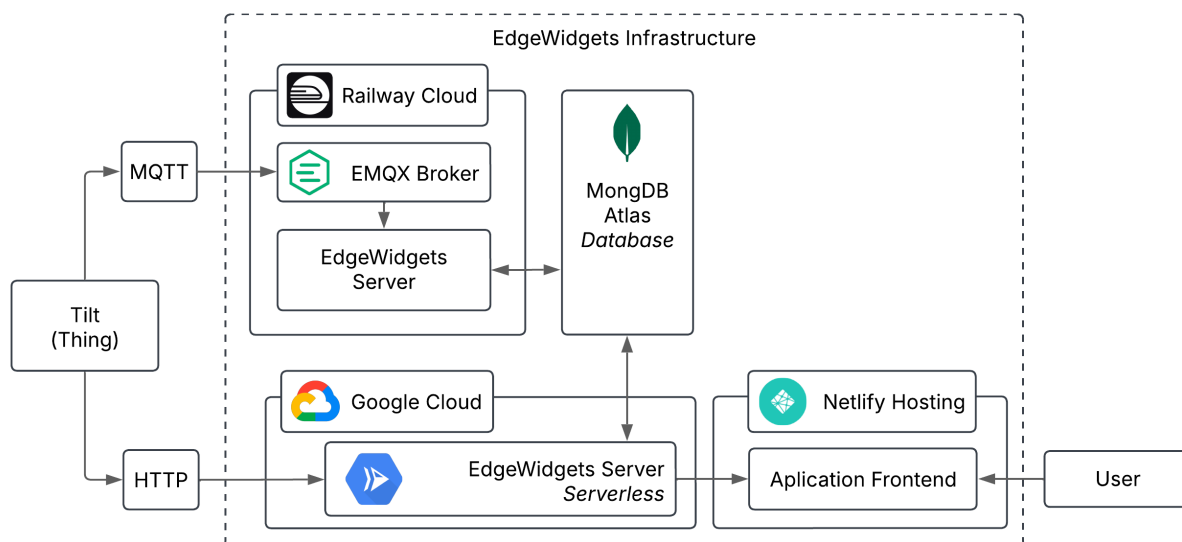 EdgeWidgets Infrastructure
Railway Cloud
MQTT
EMQX Broker
EdgeWidgets
Server
MongDB
Atlas
Database
Tilt
(Thing)
Google Cloud
Netlify Hosting
HTTP
EdgeWidgets Server
Serverless
Aplication Frontend
User